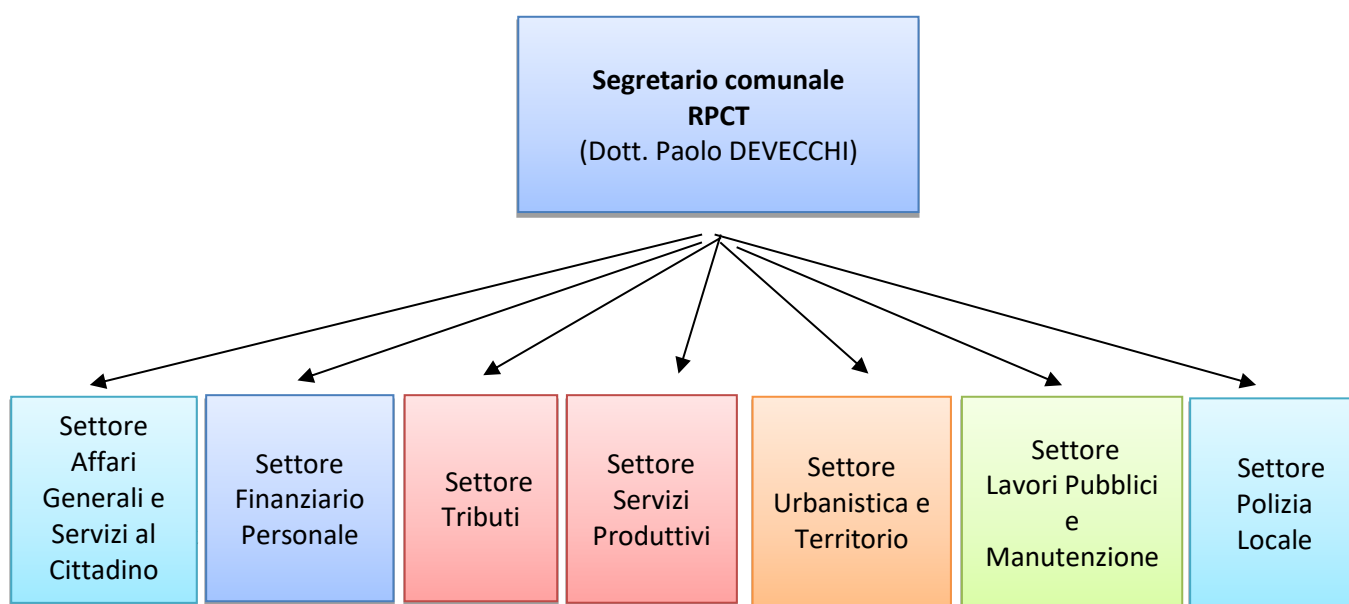 Segretario comunale
RPCT
(Dott. Paolo DEVECCHI)
Settore
Affari
Generali e
Servizi al
Cittadino
Settore
Finanziario
Personale
Settore
Tributi
Settore
Servizi
Produttivi
Settore
Urbanistica e
Territorio
Settore
Lavori Pubblici
e
Manutenzione
Settore
Polizia
Locale